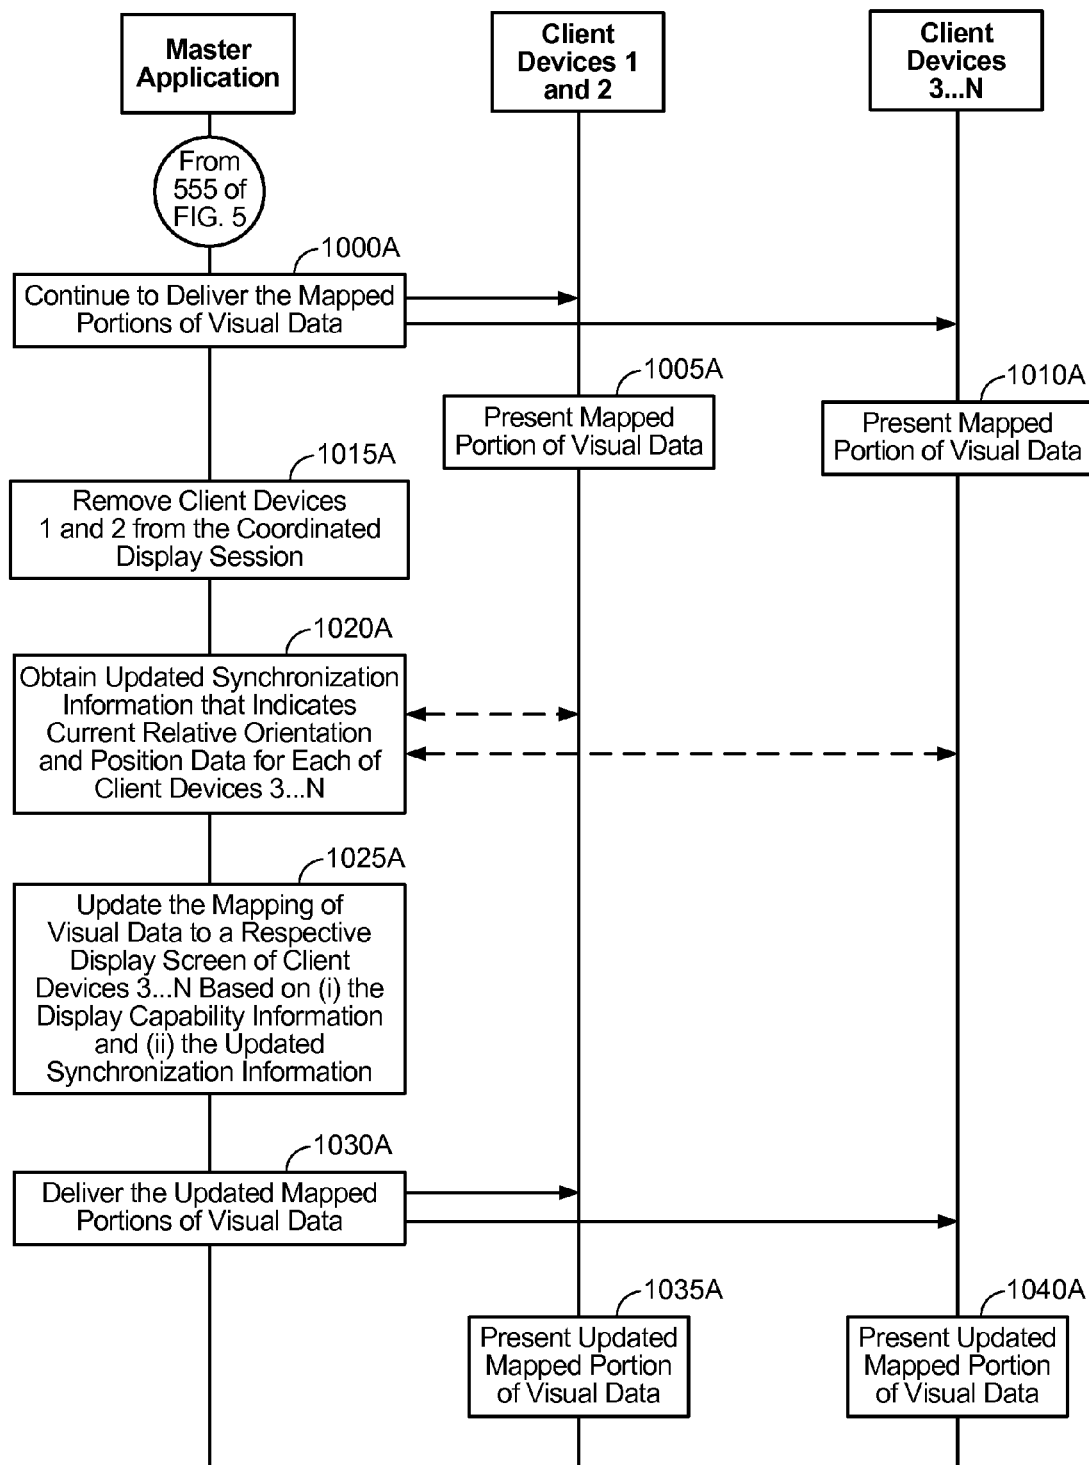 Master
Application
Client
Devices 1
and 2
Client
Devices
3...N
From
555 of
FIG. 5
1000A
Continue to Deliver the Mapped
Portions of Visual Data
1005A
Present Mapped
Portion of Visual Data
1010A
Present Mapped
Portion of Visual Data
1015A
Remove Client Devices
1 and 2 from the Coordinated
Display Session
1020A
Obtain Updated Synchronization
Information that Indicates
Current Relative Orientation
and Position Data for Each of
Client Devices 3...N
1025A
Update the Mapping of
Visual Data to a Respective
Display Screen of Client
Devices 3...N Based on (i) the
Display Capability Information
and (ii) the Updated
Synchronization Information
1030A
Deliver the Updated Mapped
Portions of Visual Data
1035A
Present Updated
Mapped Portion
of Visual Data
1040A
Present Updated
Mapped Portion
of Visual Data